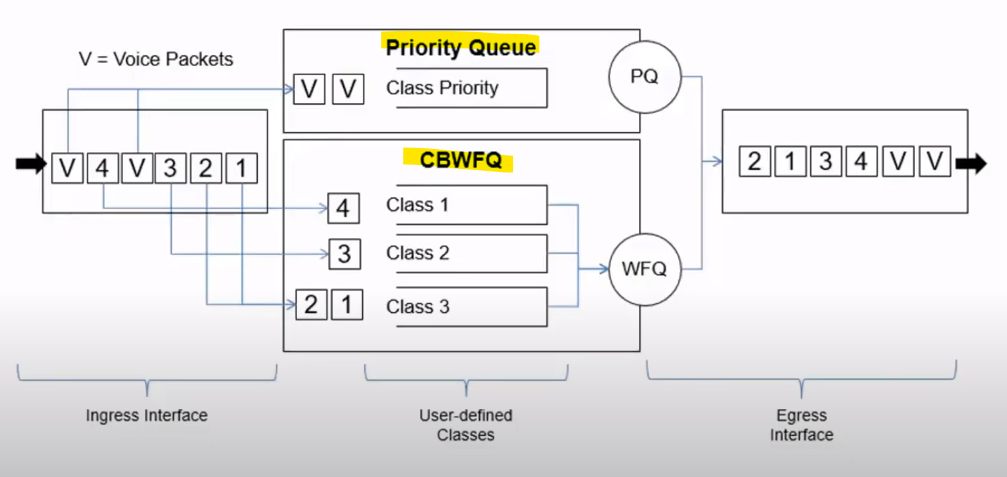 V = Voice Packets
Priority Queue
V V
Class Priority
PQ
V 4 V 3 2 1
CBWFQ
4
Class 1
3
Class 2
2 1
Class 3
WFQ
2 1 3 4 V V
Ingress Interface
User-defined
Classes
Egress
Interface